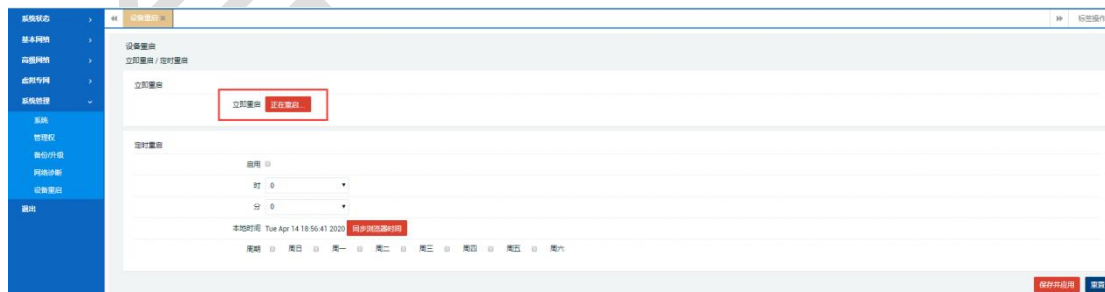 系统状态
基本网络
高级网络
虚拟专网
系统管理
系统
管理权
备份/升级
网络诊断
设备重启
退出
设备重启
标签操作
设备重启
立即重启 / 定时重启
立即重启
立即重启 正在重启...
定时重启
启用
时 0
分 0
本地时间 Tue Apr 14 18:56:41 2020 同步浏览器时间
周期 周日 周一 周二 周三 周四 周五 周六
保存并启用 重置